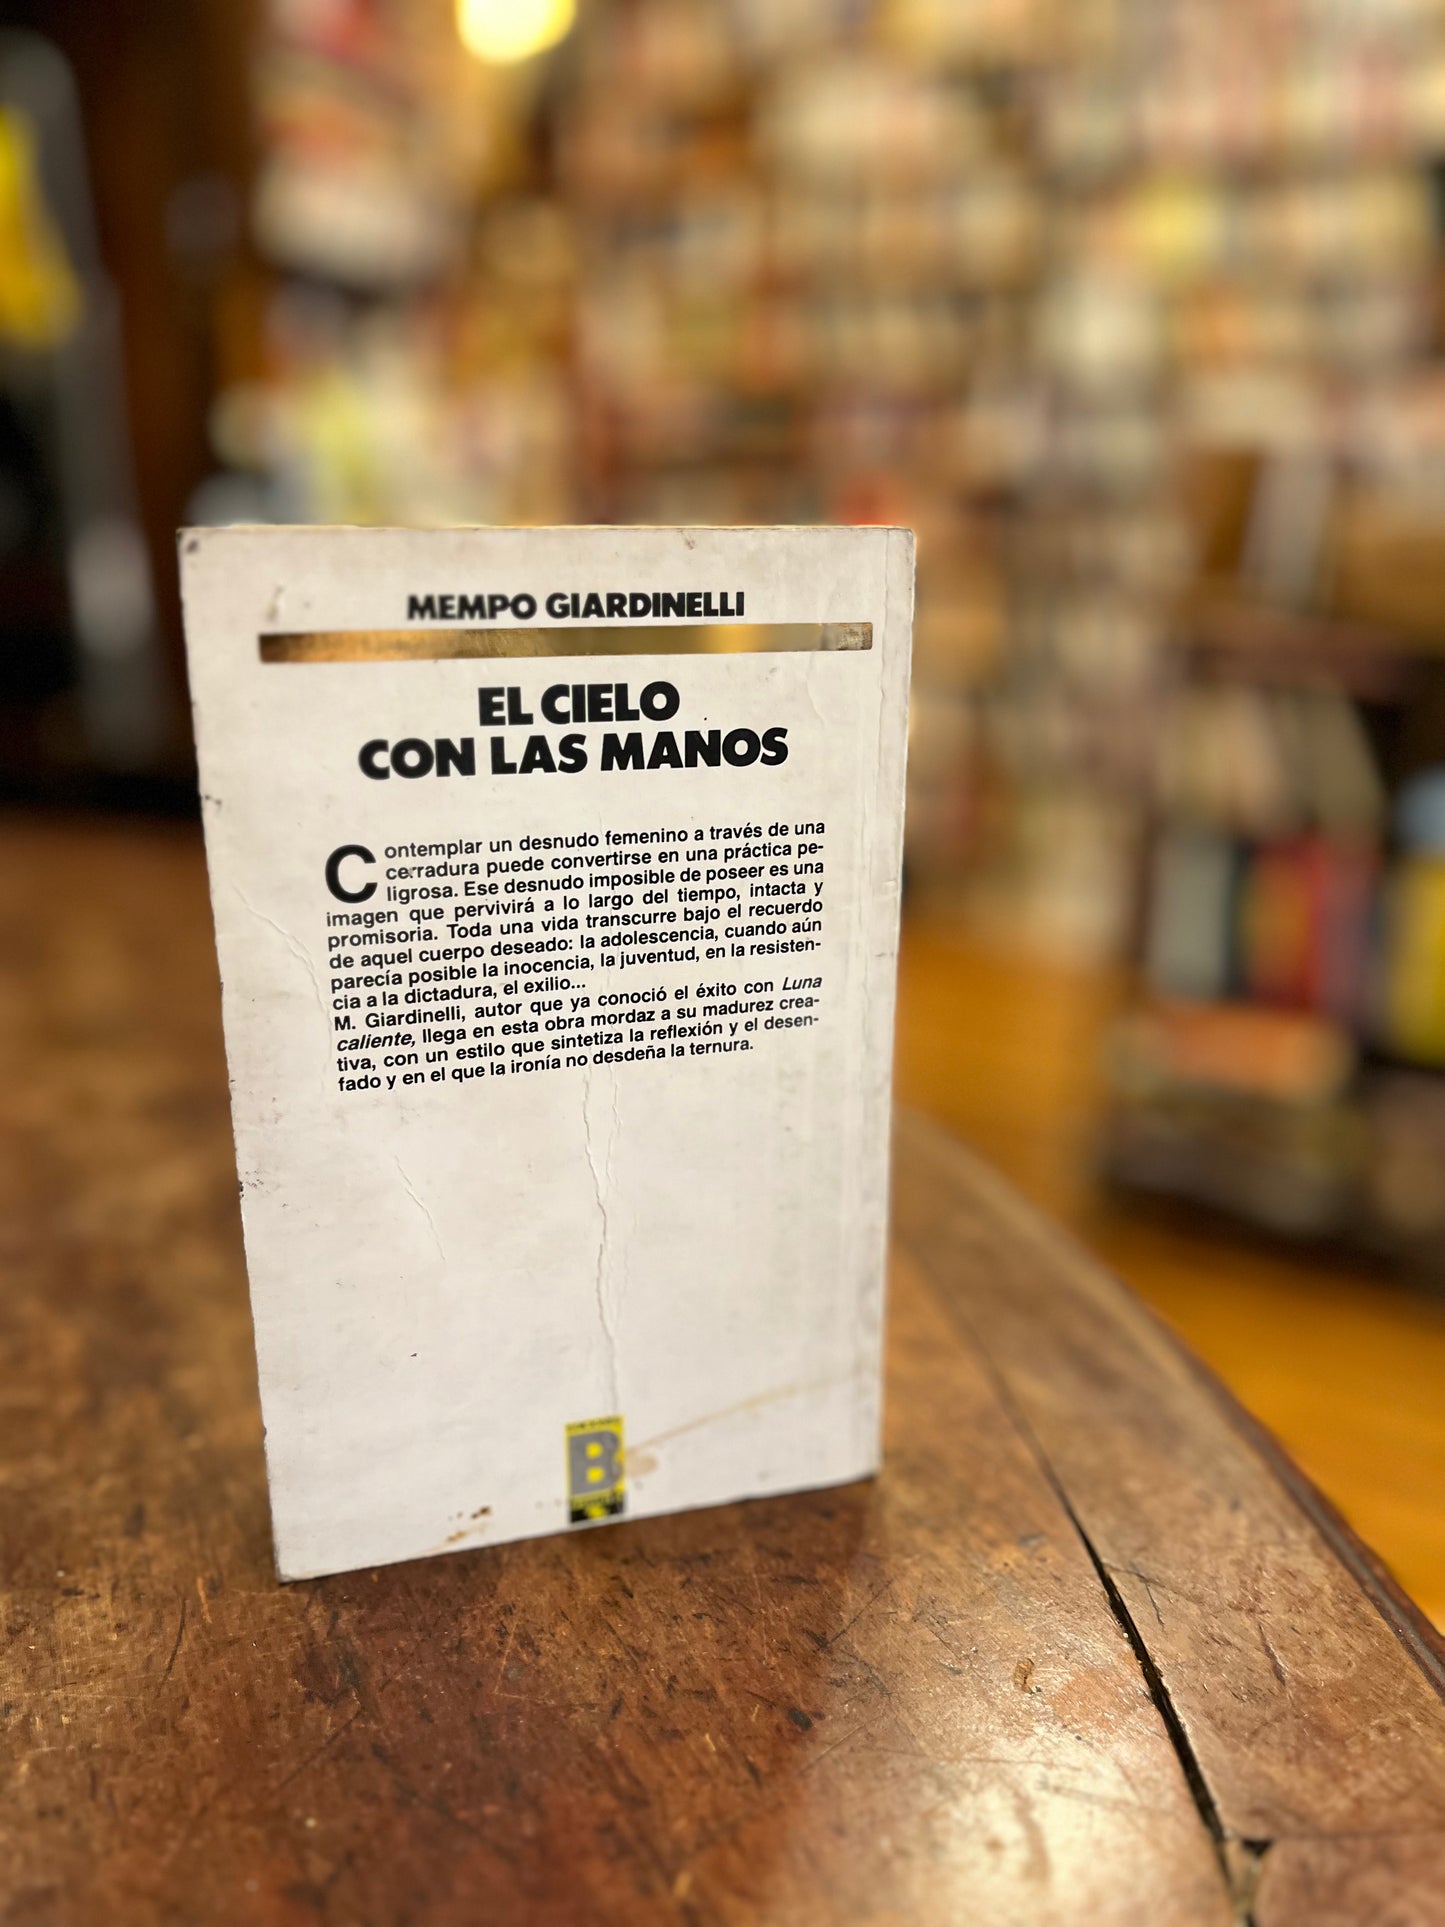 MEMPO GIARDINELLI
EL CIELO
CON LAS MANOS
Contemplar un desnudo femenino a través de una
cerradura puede convertirse en una práctica pe-
ligrosa. Ese desnudo imposible de poseer es una
imagen que pervivirá a lo largo del tiempo, intacta y
promisoria. Toda una vida transcurre bajo el recuerdo
de aquel cuerpo deseado: la adolescencia, cuando aún
parecía posible la inocencia, la juventud, en la resisten-
cia a la dictadura, el exilio...
M. Giardinelli, autor que ya conoció el éxito con Luna
caliente, llega en esta obra mordaz a su madurez crea-
tiva, con un estilo que sintetiza la reflexión y el desen-
fado y en el que la ironía no desdeña la ternura.
B